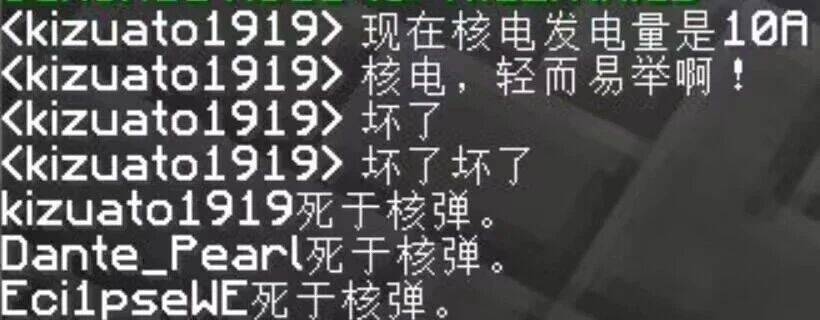 <kizuato1919> 现在核电发电量是10A
<kizuato1919> 核电，轻而易举啊！
<kizuato1919> 坏了
<kizuato1919> 坏了坏了
kizuato1919死于核弹。
Dante_Pearl死于核弹。
Eci1pseWE死于核弹。